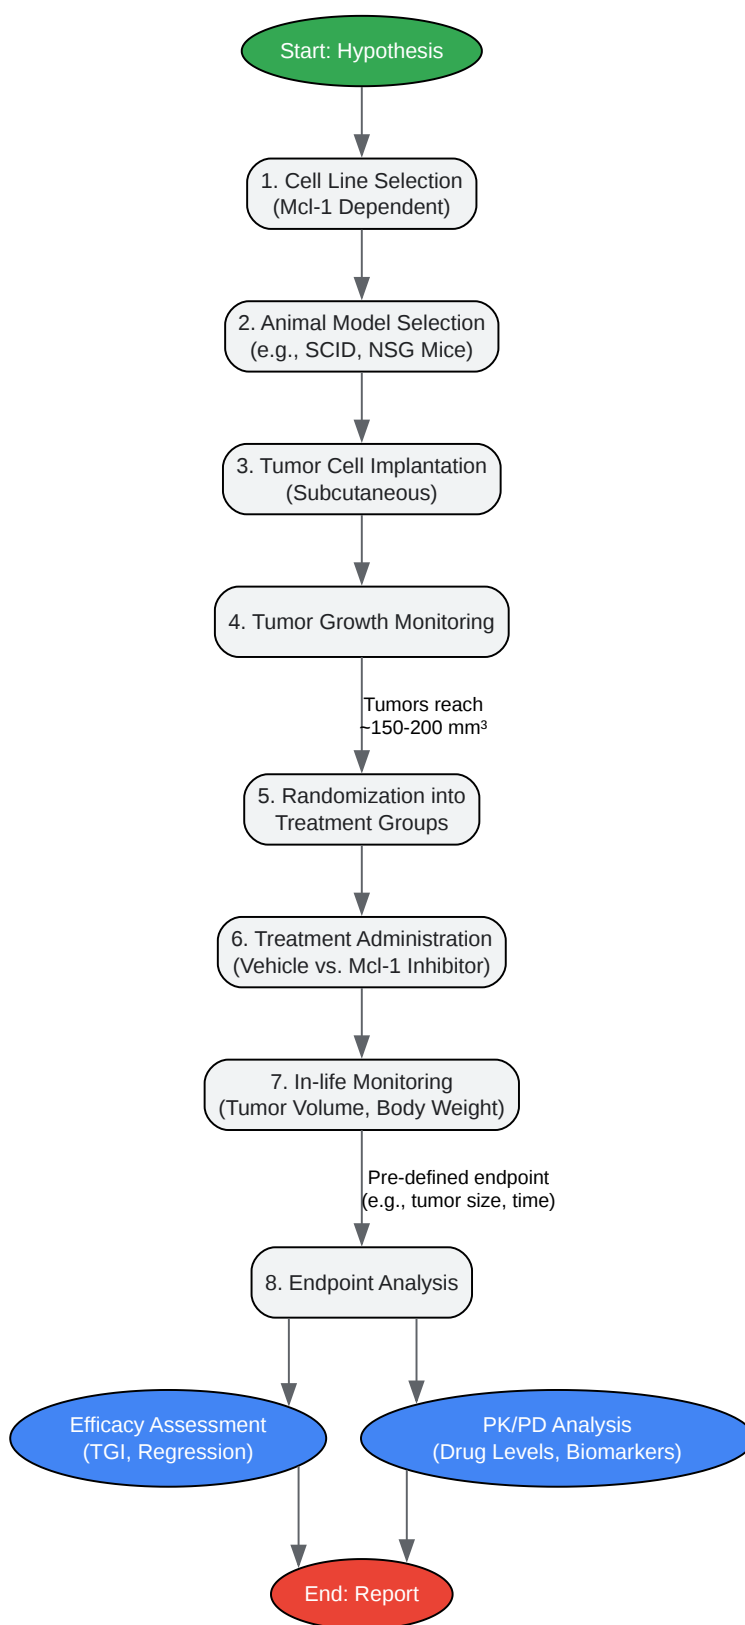 Start: Hypothesis
1. Cell Line Selection
(Mcl-1 Dependent)
2. Animal Model Selection
(e.g., SCID, NSG Mice)
3. Tumor Cell Implantation
(Subcutaneous)
4. Tumor Growth Monitoring
Tumors reach
~150-200 mm³
5. Randomization into
Treatment Groups
6. Treatment Administration
(Vehicle vs. Mcl-1 Inhibitor)
7. In-life Monitoring
(Tumor Volume, Body Weight)
Pre-defined endpoint
(e.g., tumor size, time)
8. Endpoint Analysis
Efficacy Assessment
(TGI, Regression)
PK/PD Analysis
(Drug Levels, Biomarkers)
End: Report